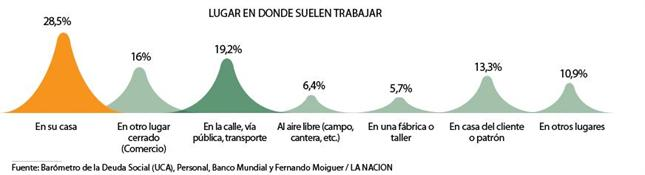 LUGAR EN DONDE SUELEN TRABAJAR
28,5%
16%
19,2%
6,4%
5,7%
13,3%
10,9%
En su casa
En otro lugar
cerrado
(Comercio)
En la calle, vía
pública, transporte
Al aire libre (campo,
cantera, etc.)
En una fábrica o
taller
En casa del cliente
o patrón
En otros lugares
Fuente: Barómetro de la Deuda Social (UCA), Personal, Banco Mundial y Fernando Moiguer / LA NACION